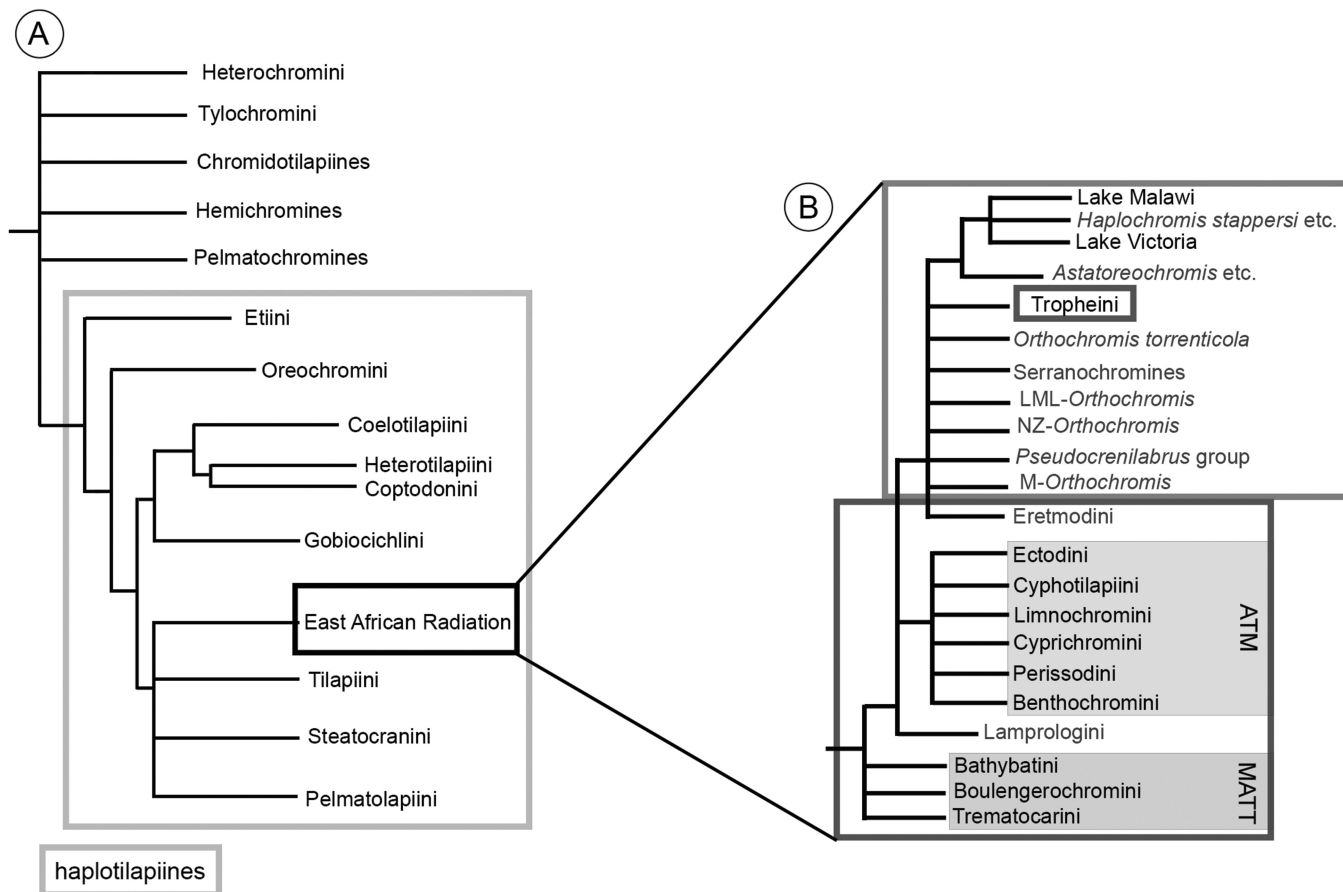 A
Heterochromini
Tylochromini
Chromidotilapiines
Hemichromines
Pelmatochromines
Etiini
Oreochromini
Coelotilapiini
Heterotilapiini
Coptodonini
Gobiocichlini
East African Radiation
Tilapiini
Steatocranini
Pelmatolapiini
haplotilapiines
B
Lake Malawi
Haplochromis stappersi etc.
Lake Victoria
Astatoreochromis etc.
Tropheini
Orthochromis torrenticola
Serranochromines
LML-Orthochromis
NZ-Orthochromis
Pseudocrenilabrus group
M-Orthochromis
Eretmodini
Ectodini
Cyphotilapiini
Limnochromini
Cyprichromini
Perissodini
Benthochromini
ATM
Lamprologini
Bathybatini
Boulengerochromini
Trematocarini
MATT